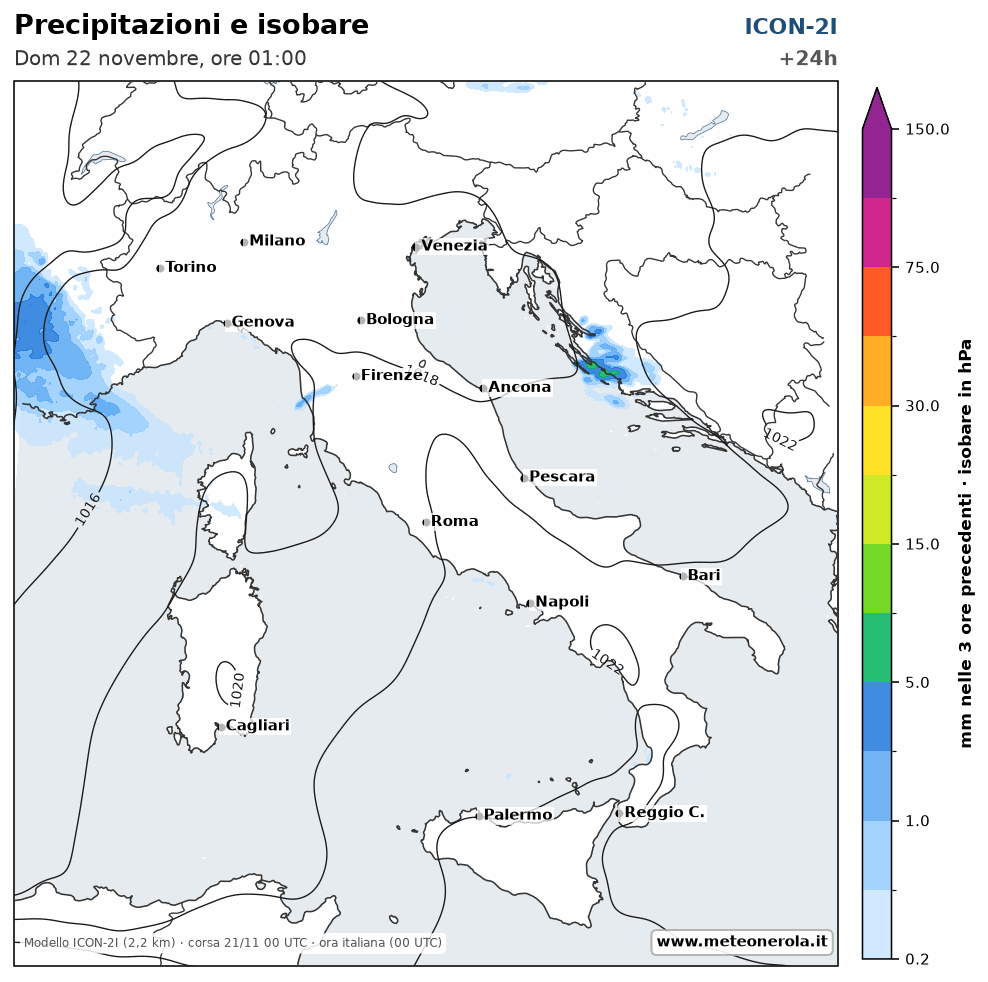 Precipitazioni e isobare
ICON-2I
Dom 22 novembre, ore 01:00
+24h
150.0
75.0
30.0
15.0
5.0
1.0
0.2
mm nelle 3 ore precedenti · isobare in hPa
Milano
Venezia
Torino
Genova
Bologna
Firenze
1018
Ancona
1022
Pescara
1016
Roma
Bari
Napoli
1022
1020
Cagliari
Palermo
Reggio C.
Modello ICON-2I (2,2 km) · corsa 21/11 00 UTC · ora italiana (00 UTC)
www.meteonerola.it